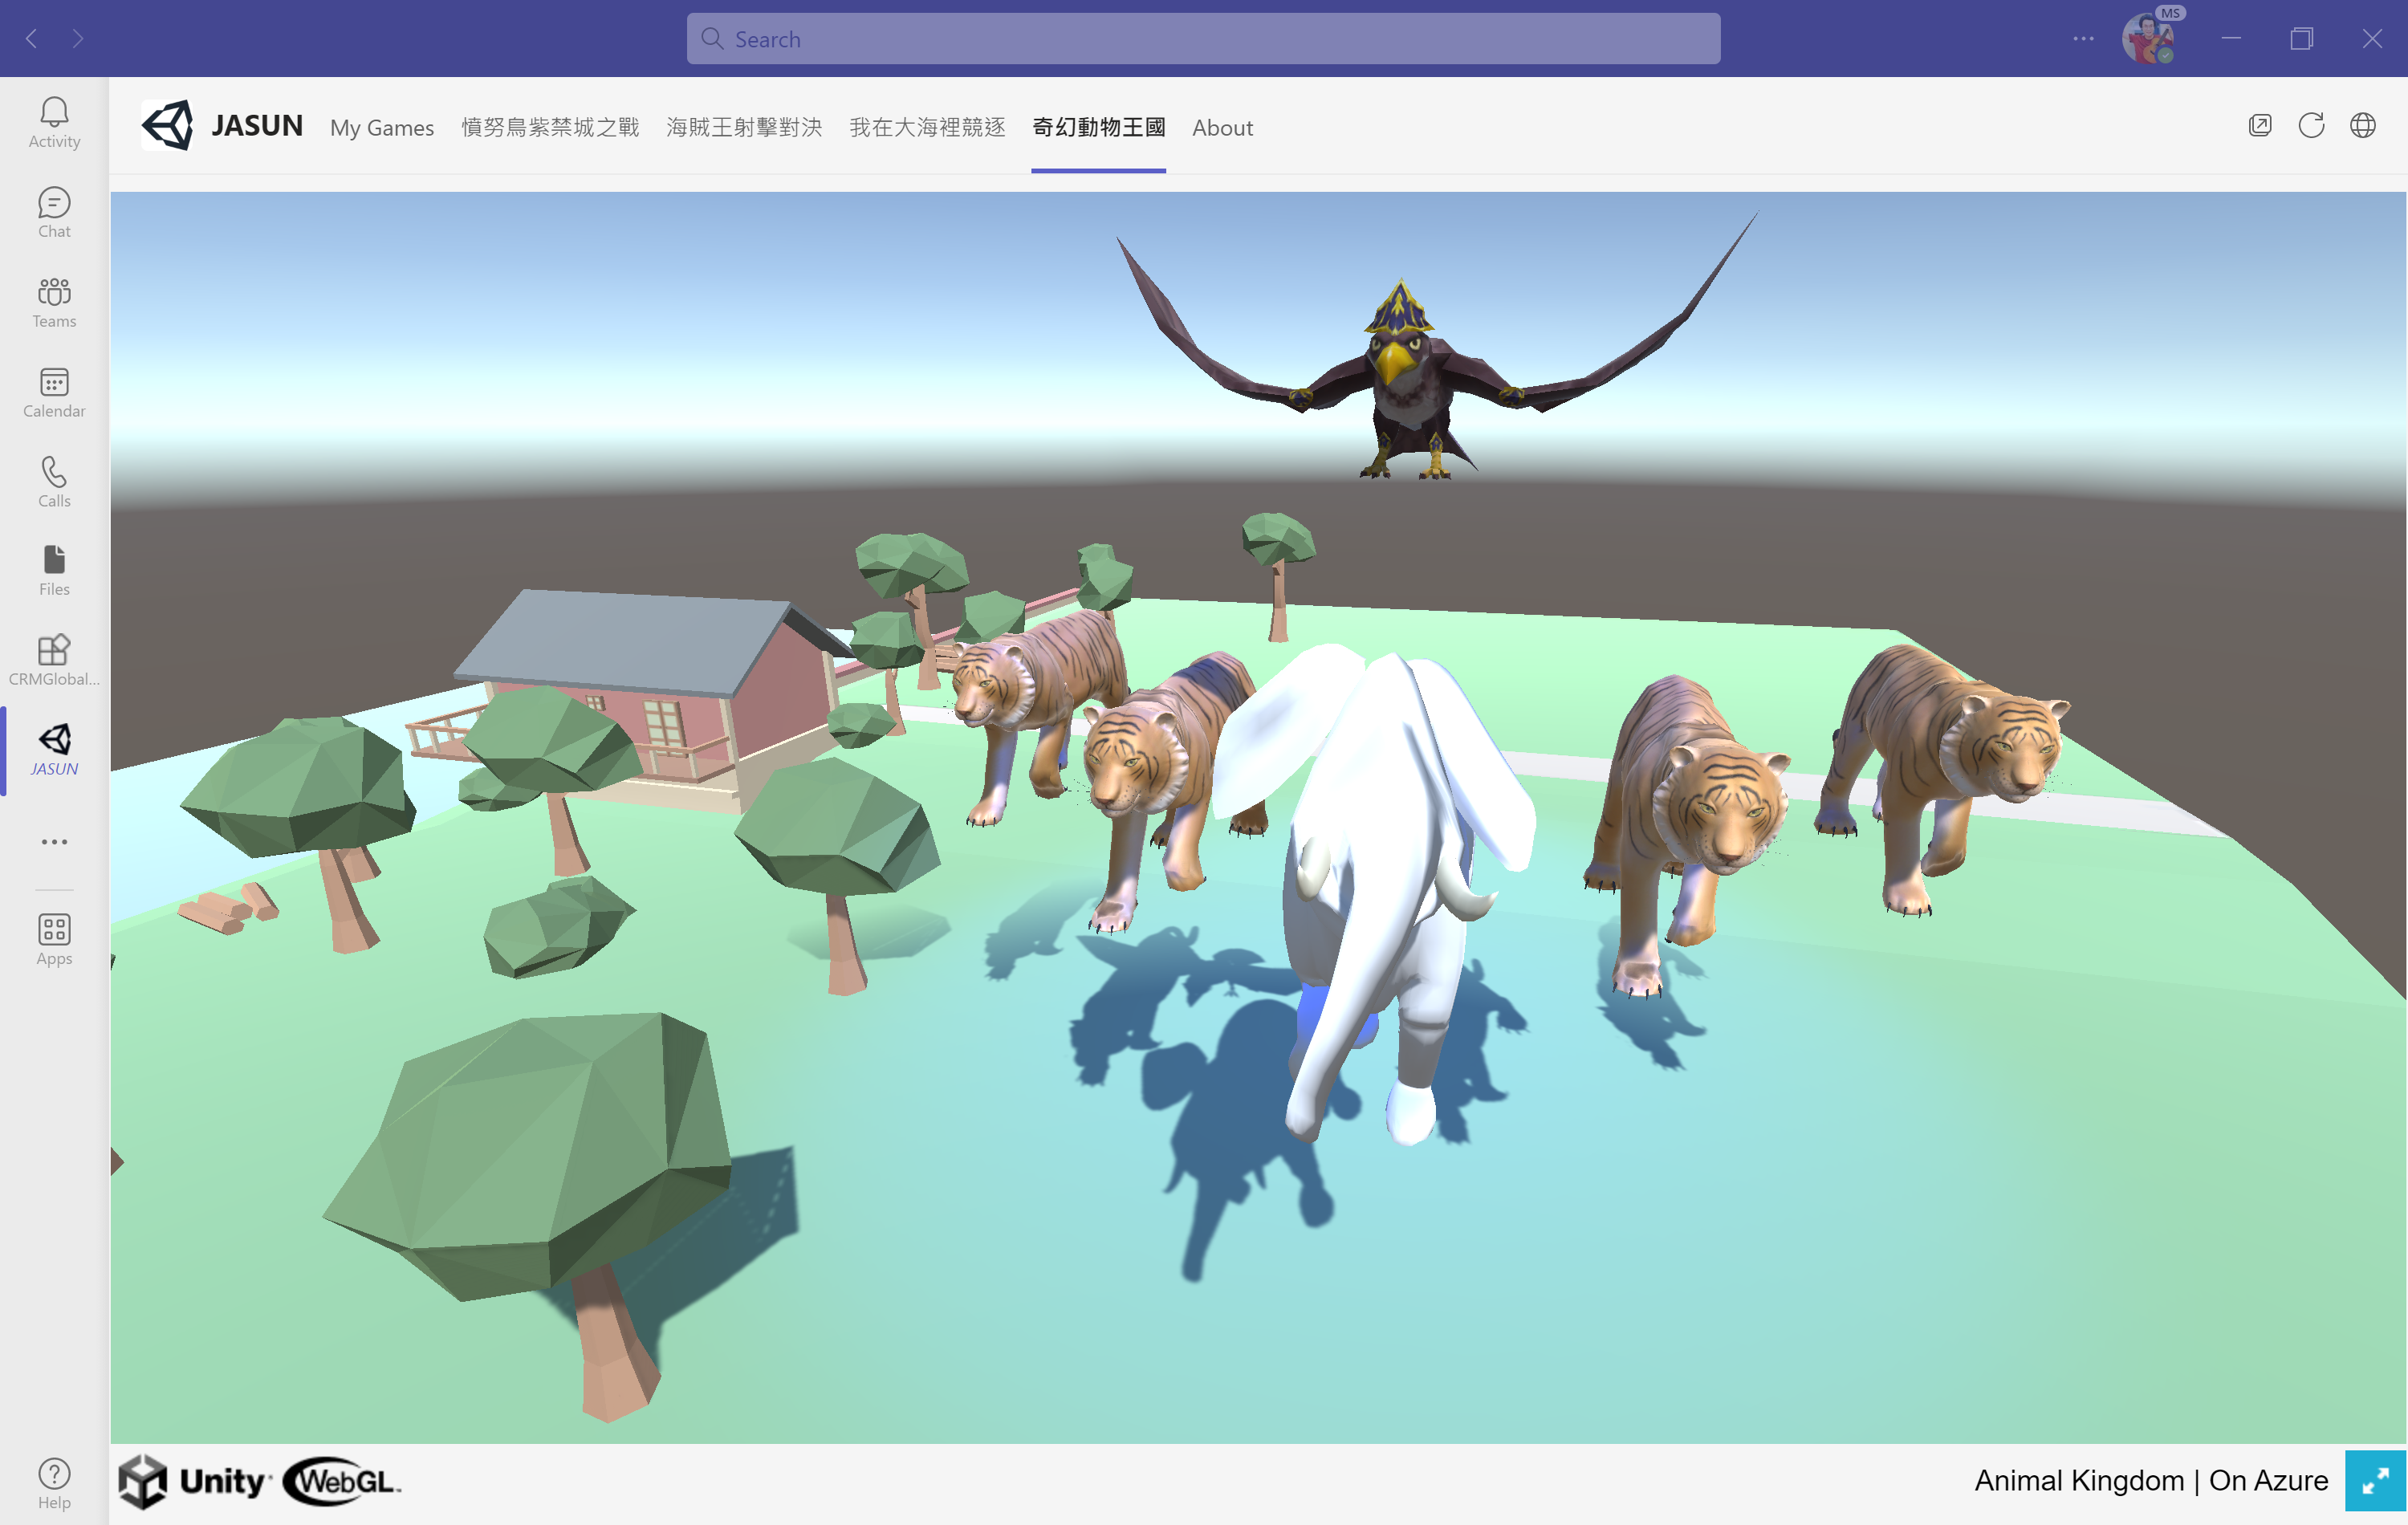 Search
MS
JASUN
My Games
憤努鳥紫禁城之戰
海賊王射擊對決
我在大海裡競逐
奇幻動物王國
About
Activity
Chat
Teams
Calendar
Calls
Files
CRMGlobal...
JASUN
Apps
Help
Unity
WebGL
Animal Kingdom | On Azure